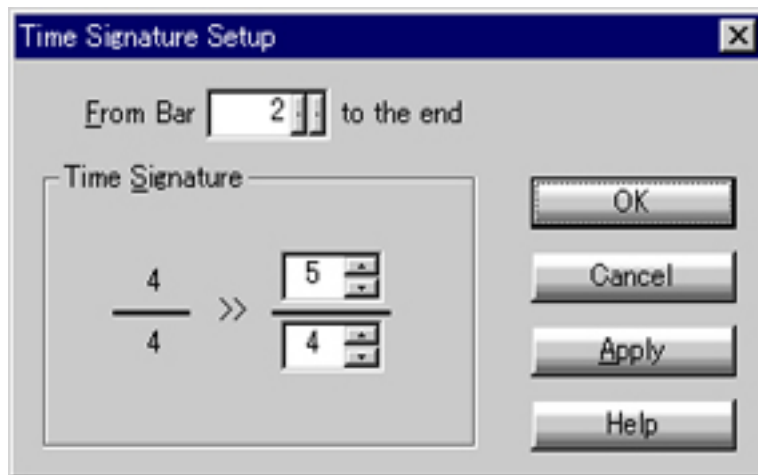 Time Signature Setup
From Bar 2 to the end
Time Signature
4
4
>>
5
4
OK
Cancel
Apply
Help